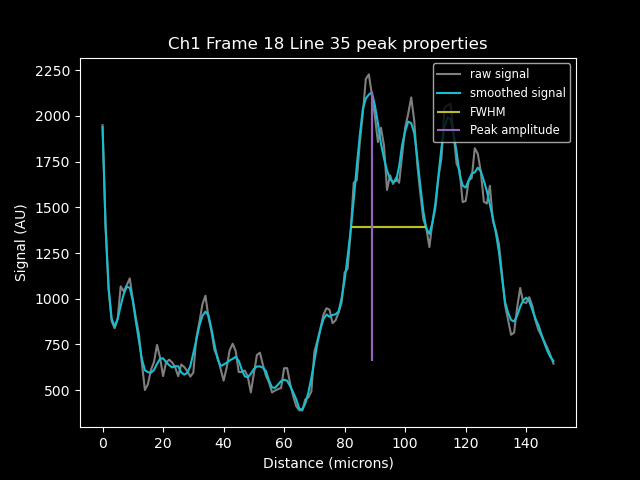 Ch1 Frame 18 Line 35 peak properties
raw signal
smoothed signal
FWHM
Peak amplitude
Signal (AU)
2250
2000
1750
1500
1250
1000
750
500
0 20 40 60 80 100 120 140
Distance (microns)